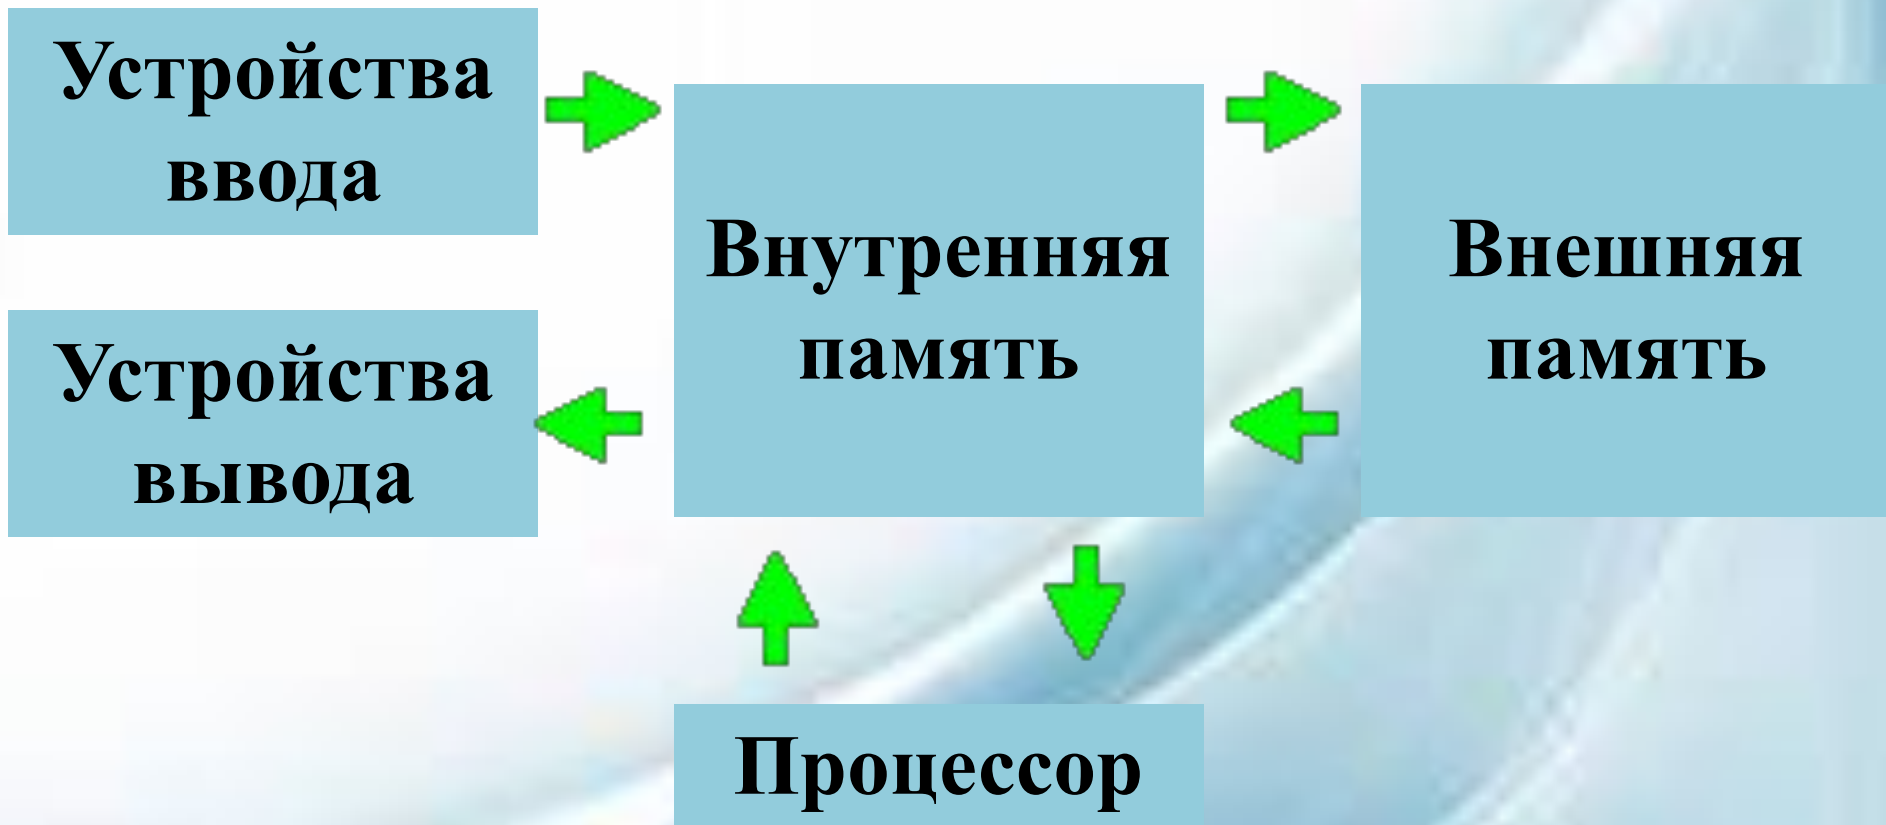 Устройства
ввода
Внутренняя
память
Внешняя
память
Устройства
вывода
Процессор